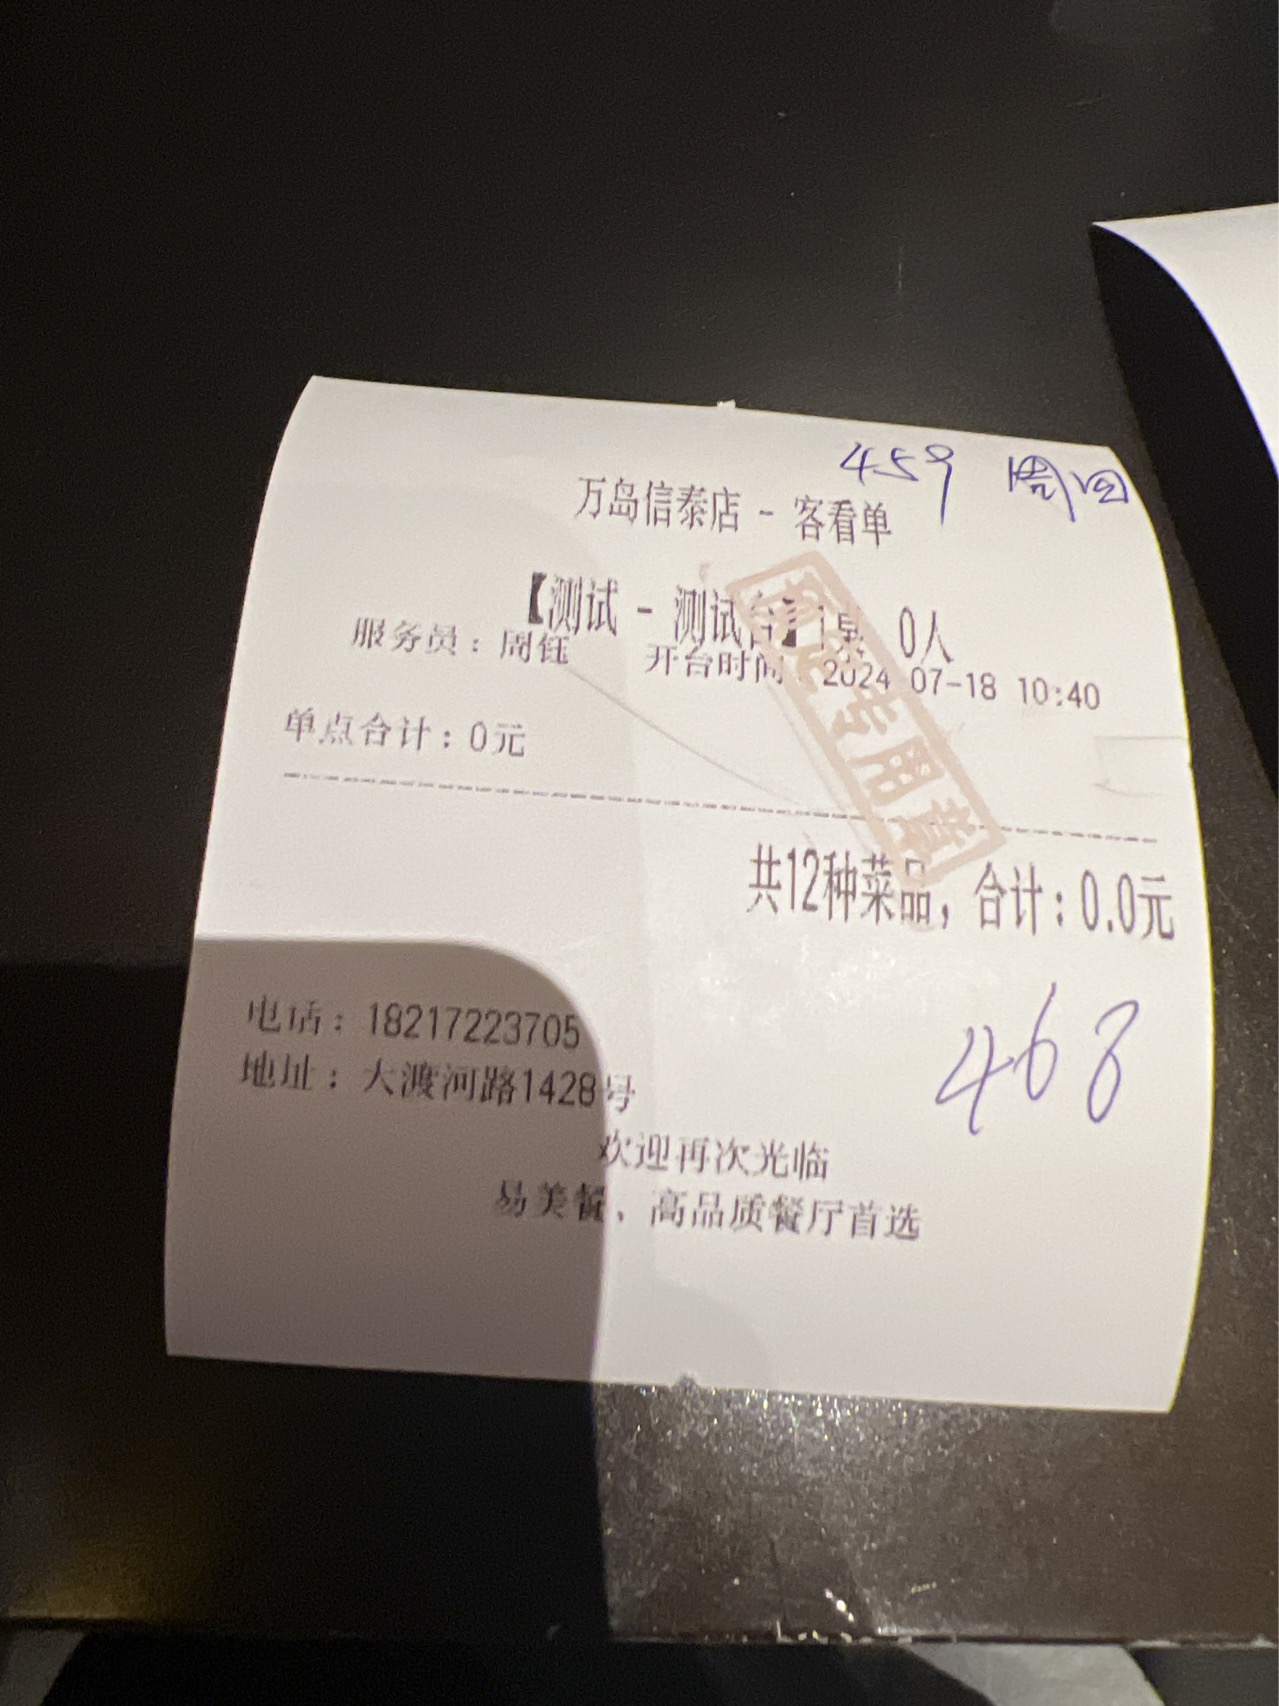 459 周四
万岛信泰店 - 客看单
【测试 - 测试台】1桌 0人
服务员：周钰 开台时间：2024-07-18 10:40
单点合计：0元
专用章
共12种菜品，合计：0.0元
468
电话：18217223705
地址：大渡河路1428号
欢迎再次光临
易美餐、高品质餐厅首选